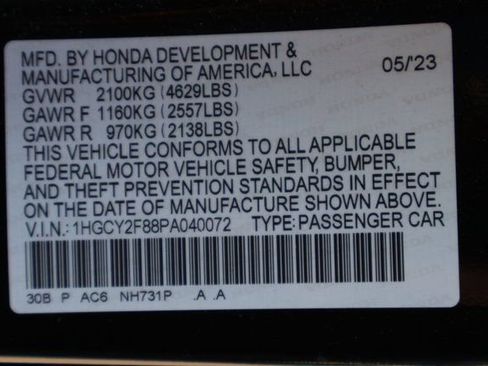 MFD. BY HONDA DEVELOPMENT &
MANUFACTURING OF AMERICA, LLC 05/23
GVWR 2100KG (4629LBS)
GAWR F 1160KG (2557LBS)
GAWR R 970KG (2138LBS)
THIS VEHICLE CONFORMS TO ALL APPLICABLE
FEDERAL MOTOR VEHICLE SAFETY, BUMPER,
AND THEFT PREVENTION STANDARDS IN EFFECT
ON THE DATE OF MANUFACTURE SHOWN ABOVE.
V.I.N.: 1HGCY2F88PA040072 TYPE: PASSENGER CAR
30B P AC6 NH731P .A .A